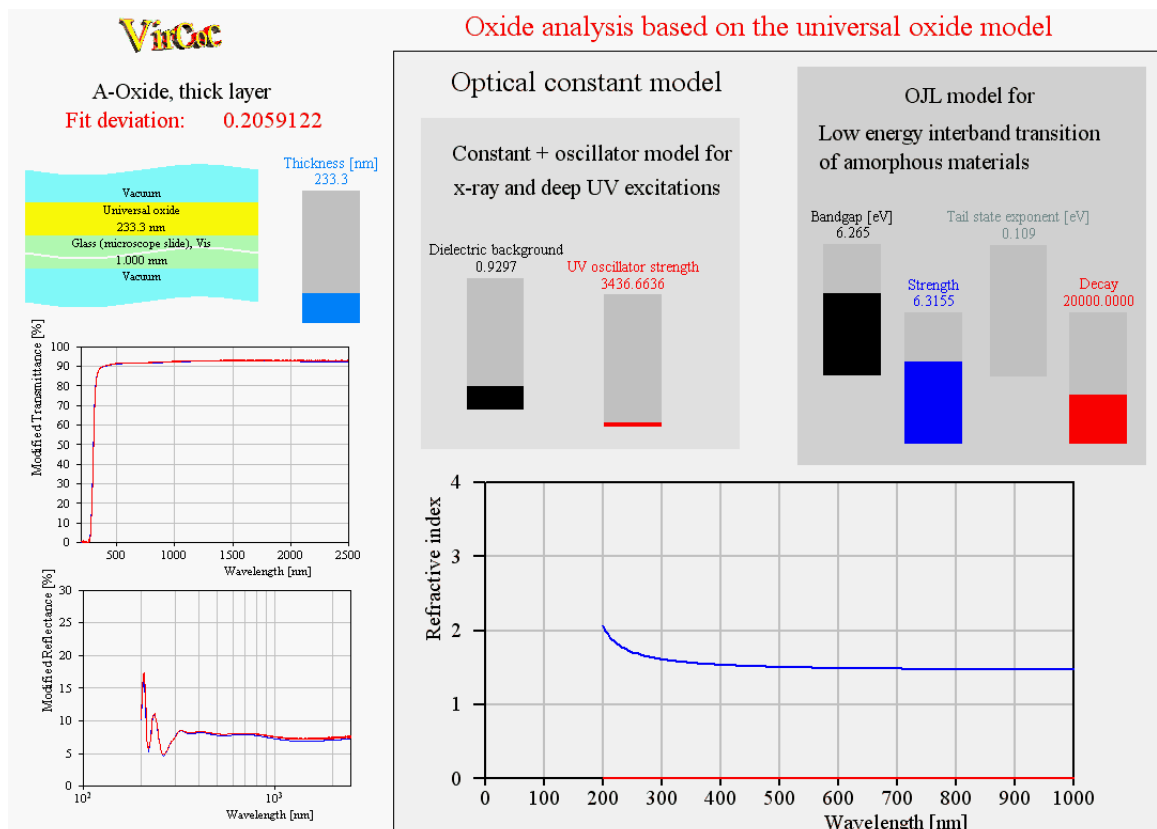 VirCoc
Oxide analysis based on the universal oxide model
A-Oxide, thick layer
Fit deviation: 0.2059122
Thickness [nm]
233.3
Vacuum
Universal oxide
233.3 nm
Glass (microscope slide), Vis
1.000 mm
Vacuum
Modified Transmittance [%]
100
90
80
70
60
50
40
30
20
10
0
500 1000 1500 2000 2500
Wavelength [nm]
Modified Reflectance [%]
30
25
20
15
10
5
0
10² 10³
Wavelength [nm]
Optical constant model
Constant + oscillator model for
x-ray and deep UV excitations
Dielectric background
0.9297
UV oscillator strength
3436.6636
OJL model for
Low energy interband transition
of amorphous materials
Bandgap [eV]
6.265
Tail state exponent [eV]
0.109
Strength
6.3155
Decay
20000.0000
Refractive index
4
3
2
1
0
0 100 200 300 400 500 600 700 800 900 1000
Wavelength [nm]